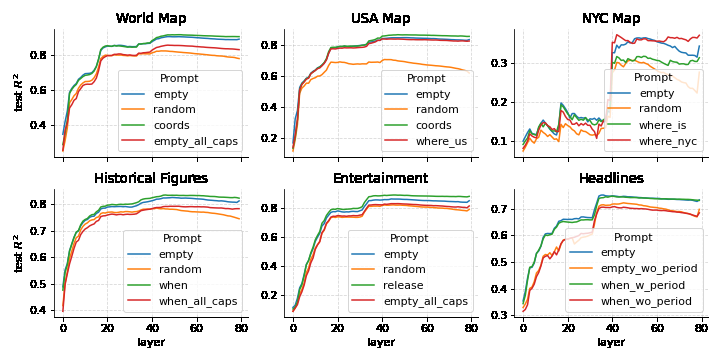 World Map
USA Map
NYC Map
test R²
0.8
0.6
0.4
Prompt
empty
random
coords
empty_all_caps
0.8
0.6
0.4
0.2
Prompt
empty
random
coords
where_us
0.3
0.2
0.1
Prompt
empty
random
where_is
where_nyc
Historical Figures
Entertainment
Headlines
test R²
0.8
0.7
0.6
0.5
0.4
0 20 40 60 80
layer
Prompt
empty
random
when
when_all_caps
0.8
0.6
0.4
0.2
0 20 40 60 80
layer
Prompt
empty
random
release
empty_all_caps
0.7
0.6
0.5
0.4
0.3
0 20 40 60 80
layer
Prompt
empty
empty_wo_period
when_w_period
when_wo_period